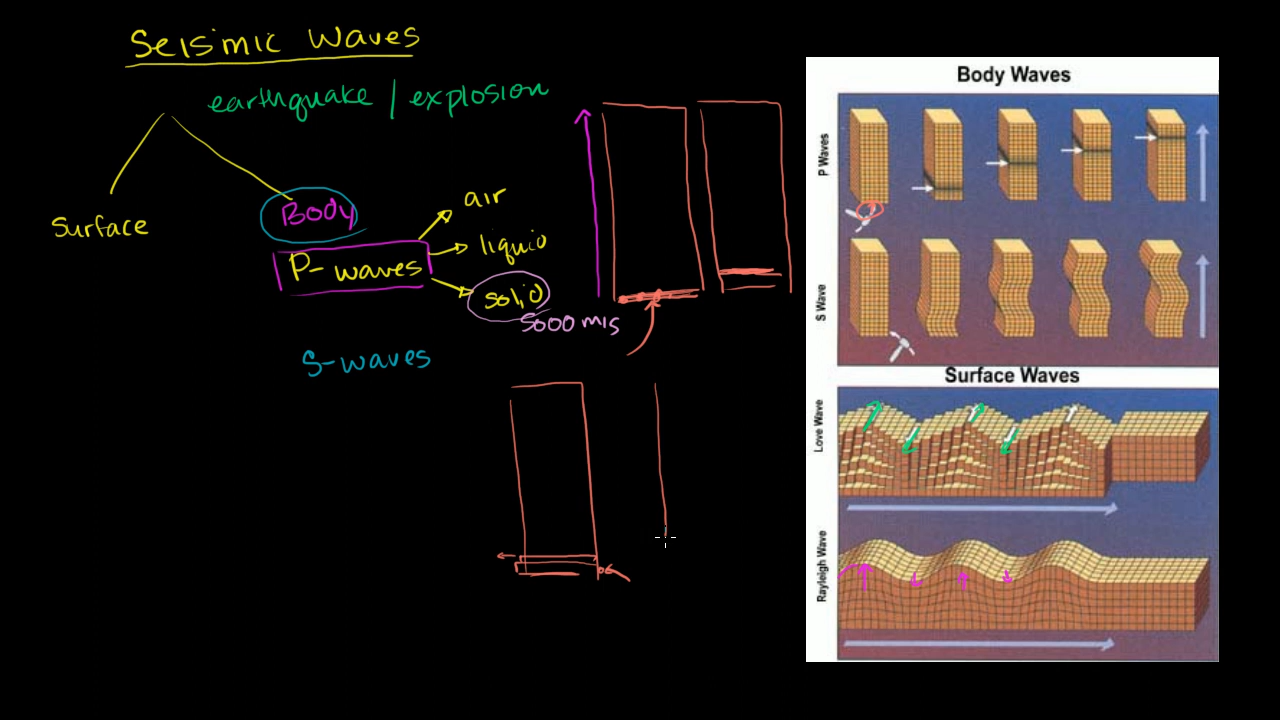 Seismic Waves
earthquake / explosion
Surface
Body
P-waves
air
liquid
solid
5000 m/s
S-waves
Body Waves
P Waves
S Wave
Surface Waves
Love Wave
Rayleigh Wave